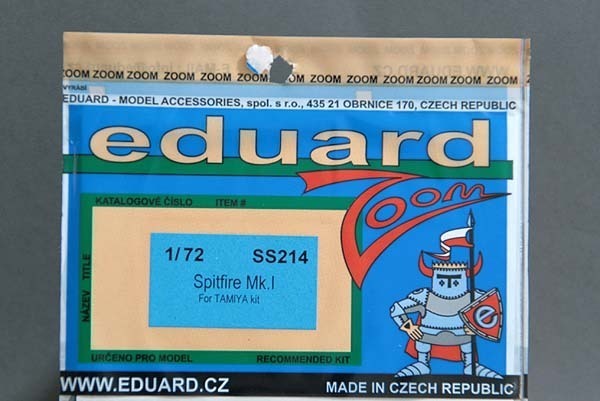 ZOOM ZOOM ZOOM ZOOM ZOOM ZOOM ZOOM ZOOM ZOOM ZOOM ZOOM ZOOM ZOOM
VYRÁBÍ
EDUARD - MODEL ACCESSORIES, spol. s r.o., 435 21 OBRNICE 170, CZECH REPUBLIC
eduard
Zoom
KATALOGOVÉ ČÍSLO ITEM #
NÁZEV TITLE
1/72 SS214
Spitfire Mk.I
For TAMIYA kit
e
URČENO PRO MODEL RECOMMENDED KIT
WWW.EDUARD.CZ MADE IN CZECH REPUBLIC